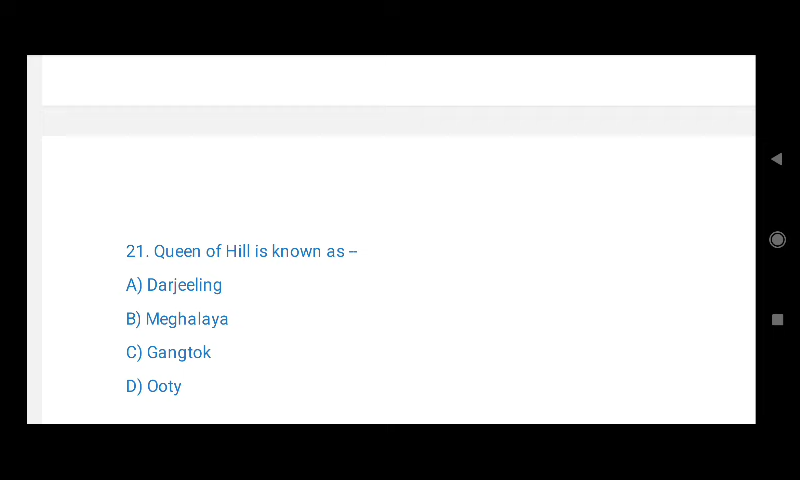 21. Queen of Hill is known as --
A) Darjeeling
B) Meghalaya
C) Gangtok
D) Ooty